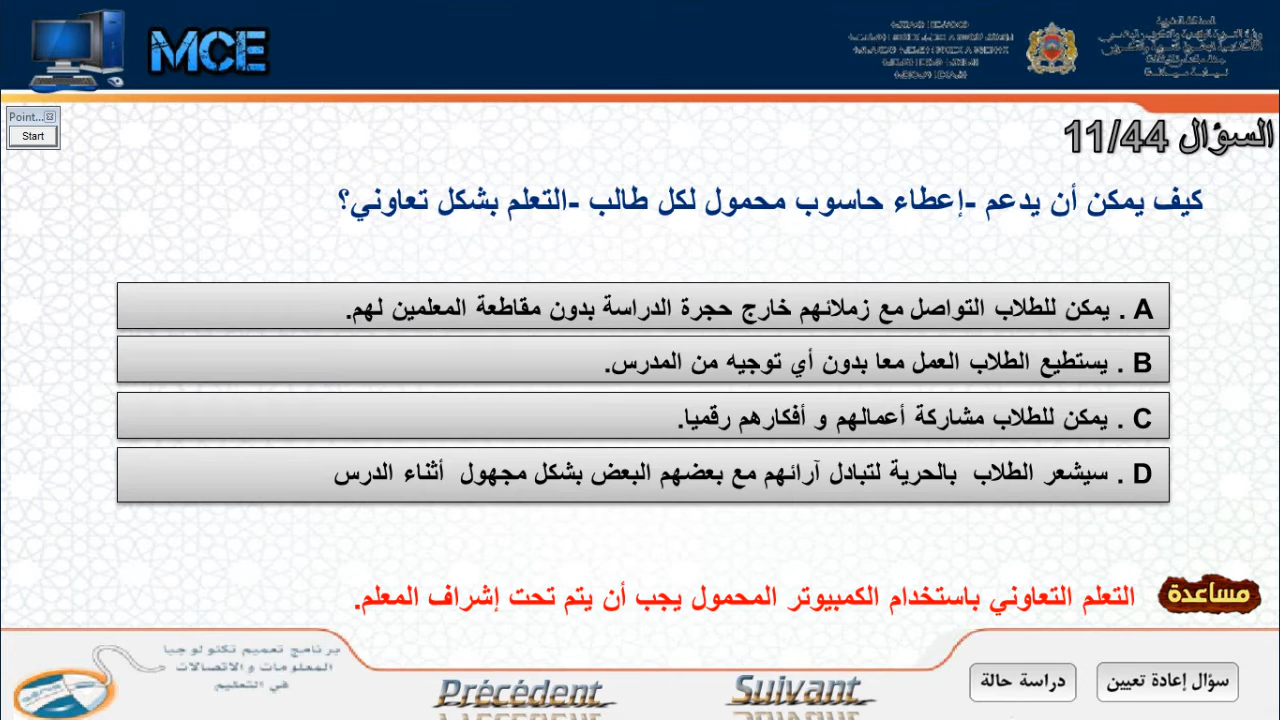 MCE
Point...
Start
السؤال 11/44
كيف يمكن أن يدعم -إعطاء حاسوب محمول لكل طالب -التعلم بشكل تعاوني؟
A . يمكن للطلاب التواصل مع زملائهم خارج حجرة الدراسة بدون مقاطعة المعلمين لهم.
B . يستطيع الطلاب العمل معا بدون أي توجيه من المدرس.
C . يمكن للطلاب مشاركة أعمالهم و أفكارهم رقميا.
D . سيشعر الطلاب بالحرية لتبادل آرائهم مع بعضهم البعض بشكل مجهول أثناء الدرس
مساعدة
التعلم التعاوني باستخدام الكمبيوتر المحمول يجب أن يتم تحت إشراف المعلم.
برنامج تعميم تكنولوجيا
المعلومات والاتصالات
في التعليم
Précédent
Suivant
دراسة حالة
سؤال إعادة تعيين